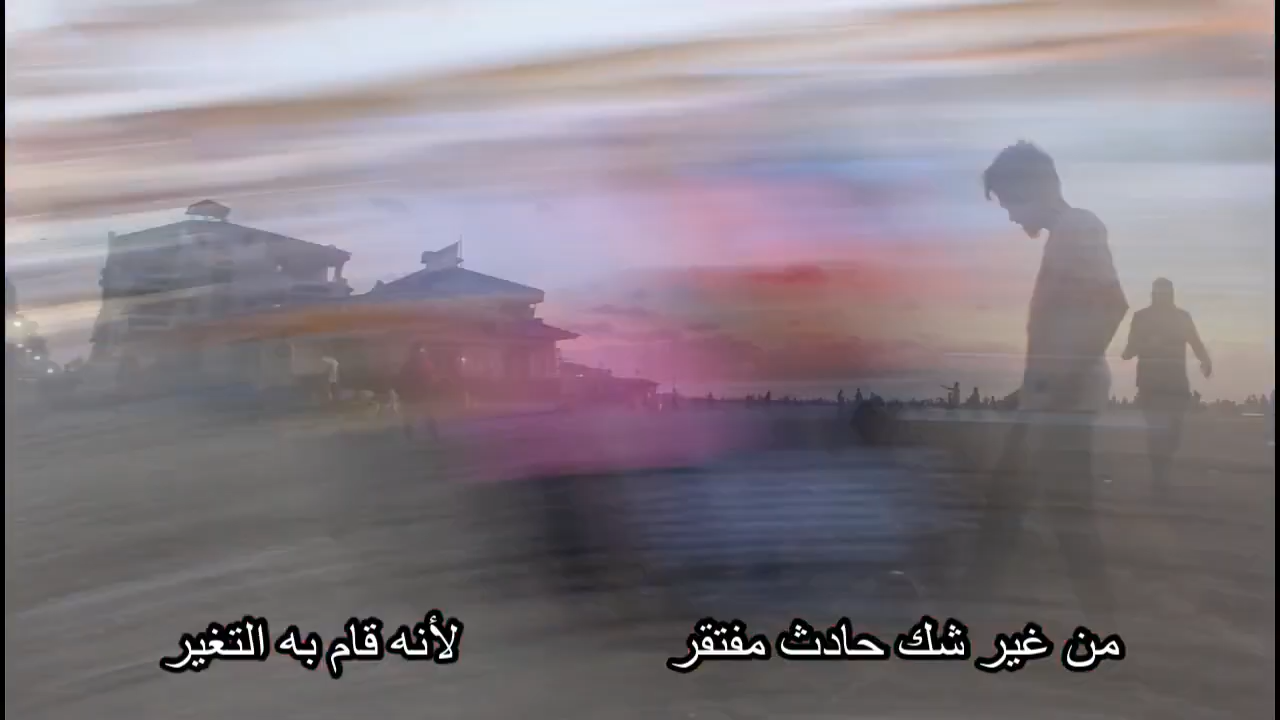 من غير شك حادث مفتقر لأنه قام به التغير